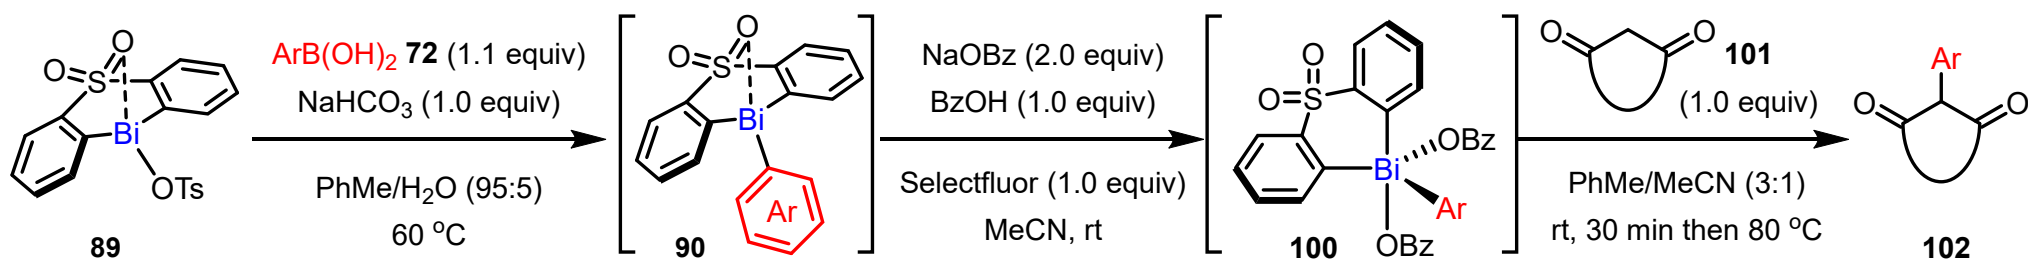 O
O
S
Bi
OTs
89
ArB(OH)2 72 (1.1 equiv)
NaHCO3 (1.0 equiv)
PhMe/H2O (95:5)
60 oC
O
O
S
Bi
Ar
90
NaOBz (2.0 equiv)
BzOH (1.0 equiv)
Selectfluor (1.0 equiv)
MeCN, rt
O
O
S
OBz
Bi
Ar
OBz
100
O
O
101
(1.0 equiv)
PhMe/MeCN (3:1)
rt, 30 min then 80 oC
Ar
O
O
102